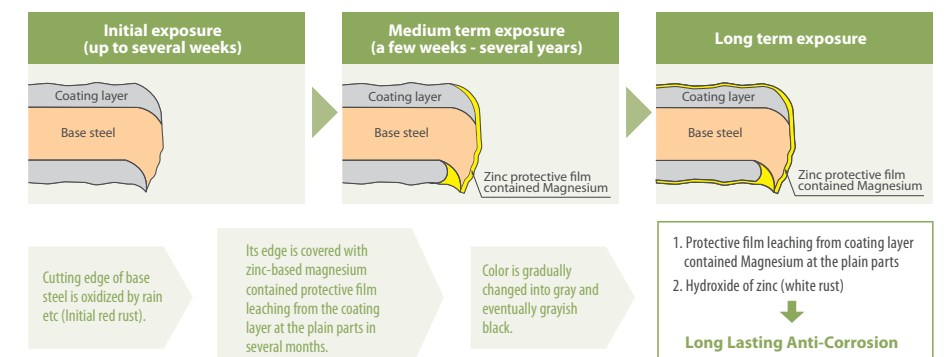 Initial exposure
(up to several weeks)
Medium term exposure
(a few weeks - several years)
Long term exposure
Coating layer
Base steel
Coating layer
Base steel
Zinc protective film
contained Magnesium
Coating layer
Base steel
Zinc protective film
contained Magnesium
Cutting edge of base
steel is oxidized by rain
etc (Initial red rust).
Its edge is covered with
zinc-based magnesium
contained protective film
leaching from the coating
layer at the plain parts in
several months.
Color is gradually
changed into gray and
eventually grayish
black.
1. Protective film leaching from coating layer
contained Magnesium at the plain parts
2. Hydroxide of zinc (white rust)
Long Lasting Anti-Corrosion